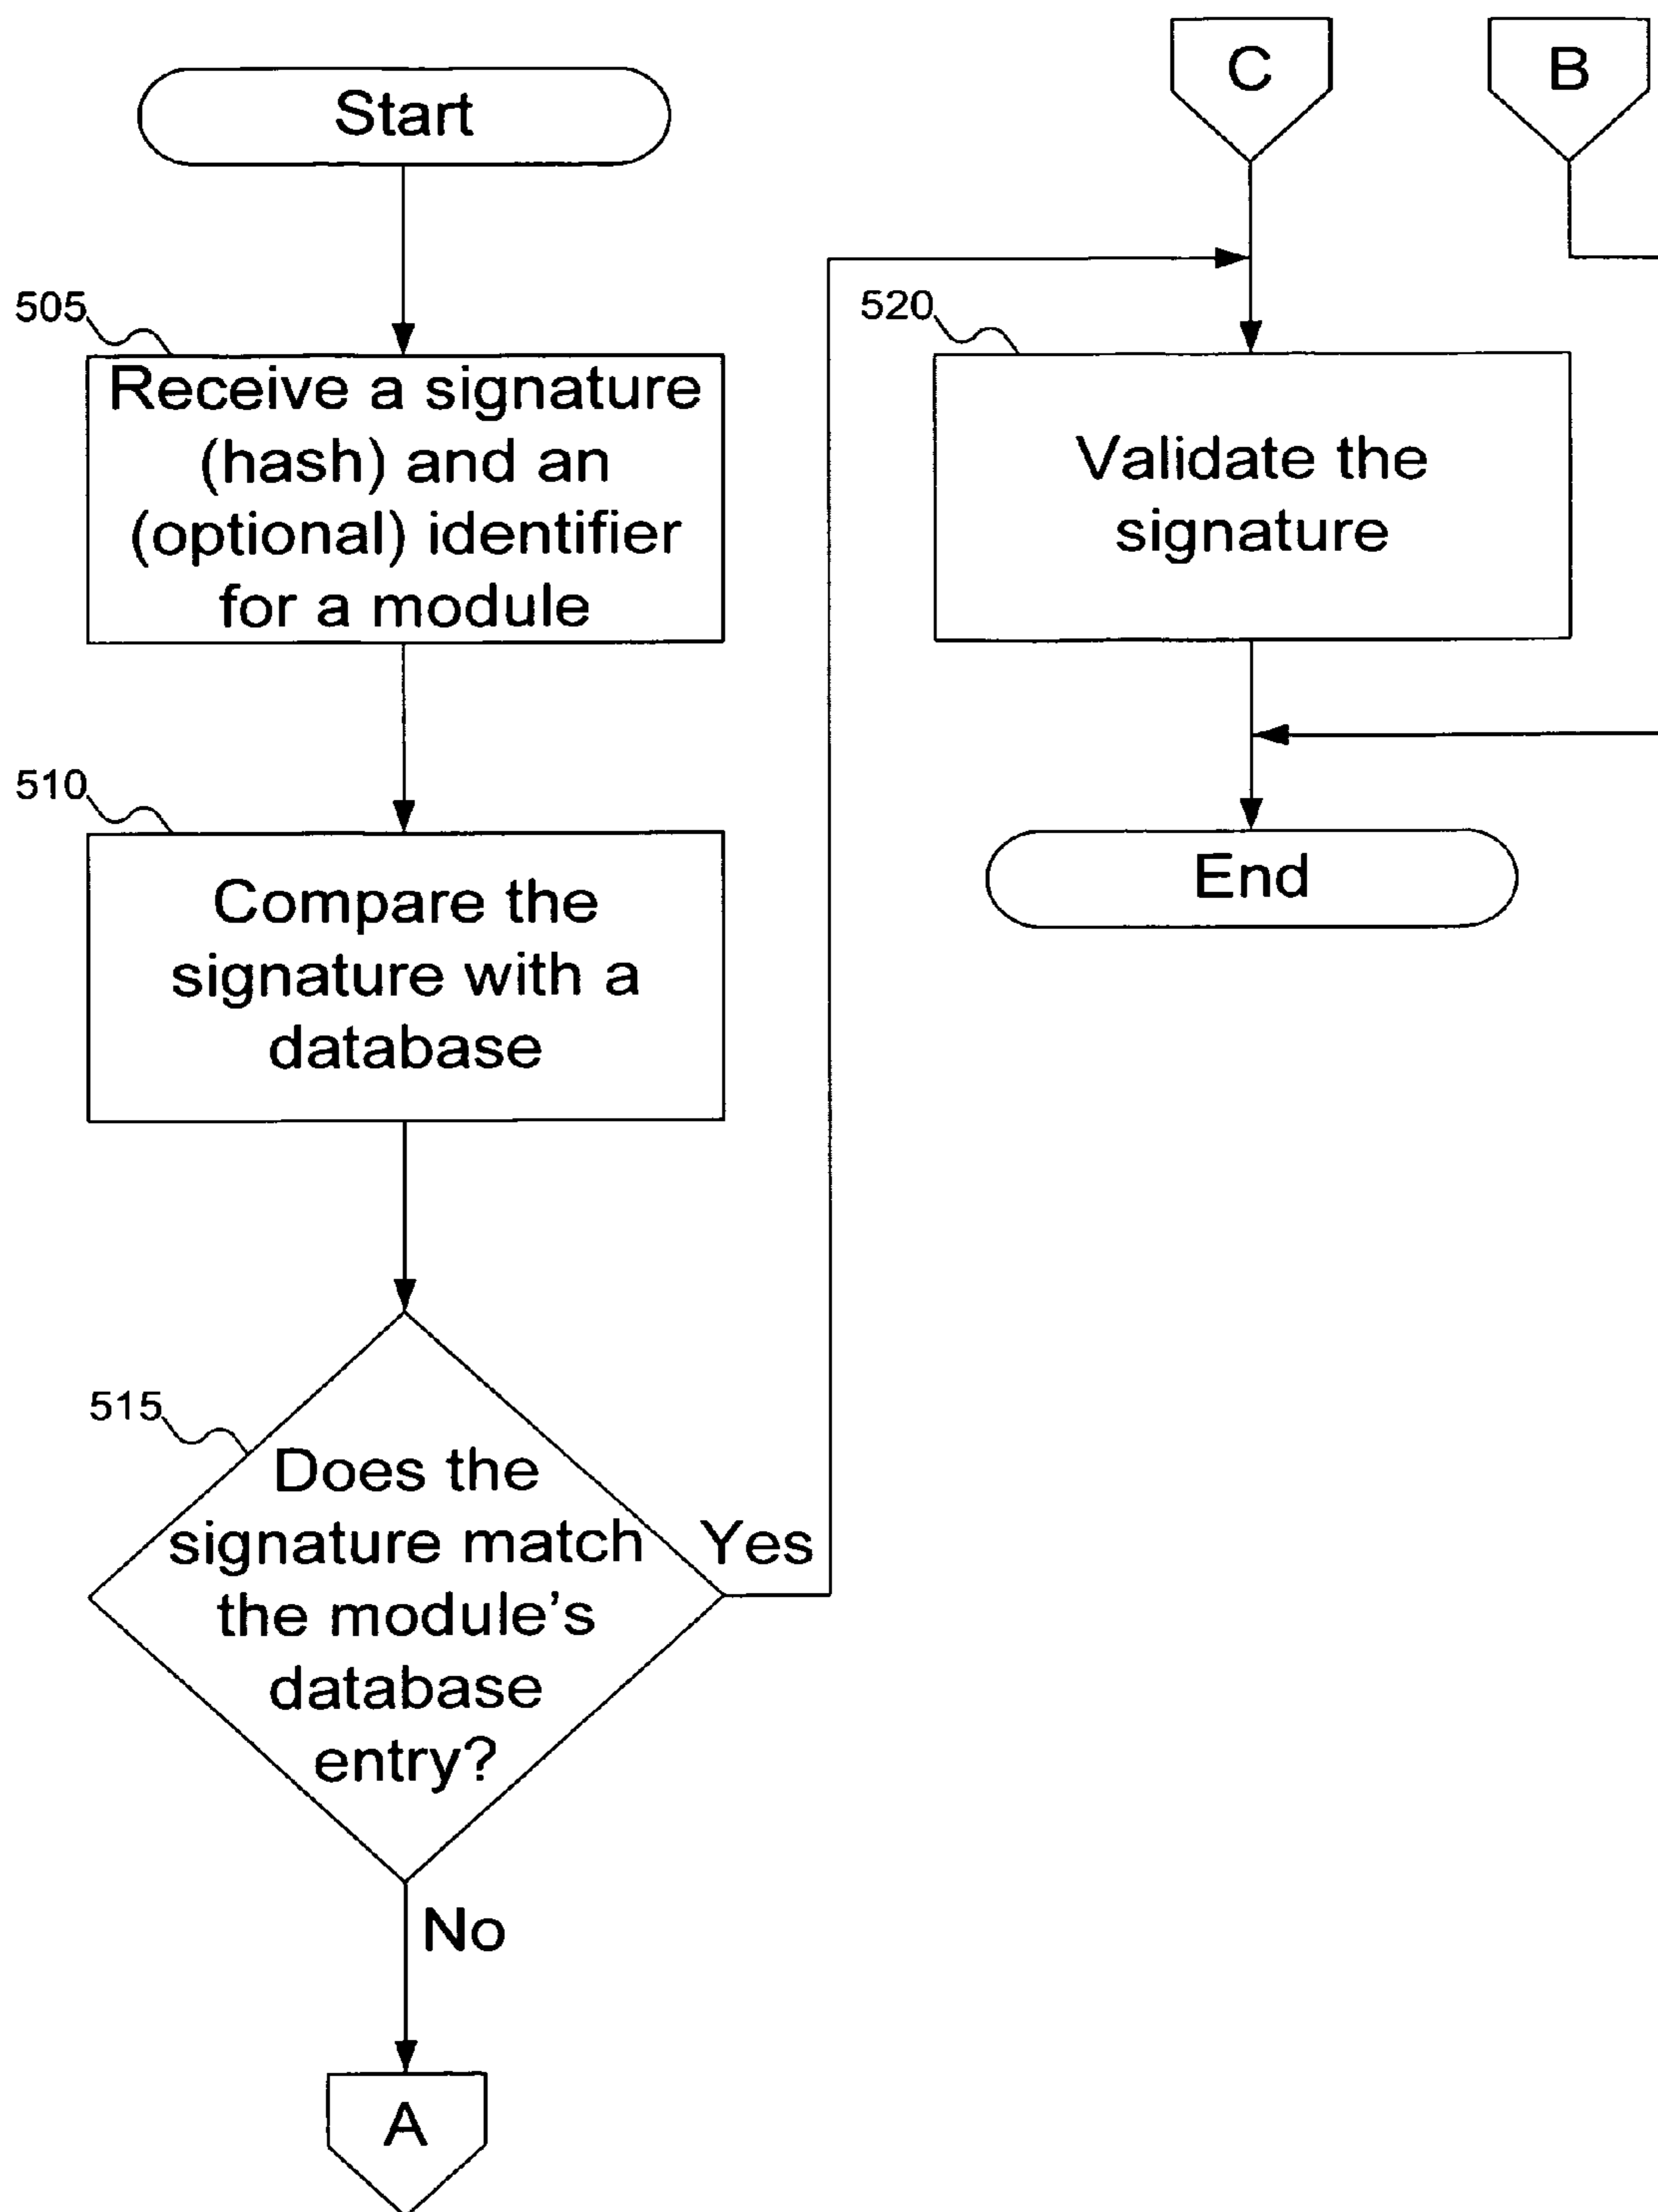 Start
505
Receive a signature
(hash) and an
(optional) identifier
for a module
510
Compare the
signature with a
database
515
Does the
signature match
the module's
database
entry?
Yes
No
A
C
B
520
Validate the
signature
End